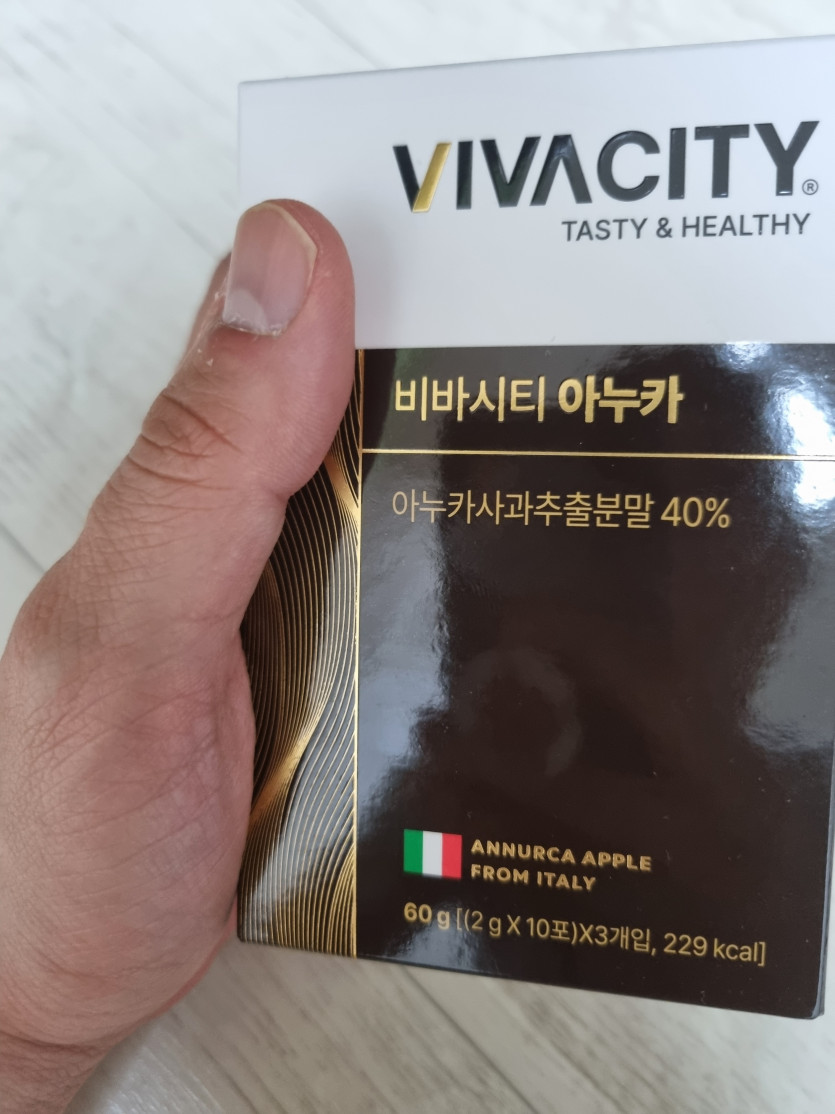 VIVACITY®
TASTY & HEALTHY
비바시티 아누카
아누카사과추출분말 40%
ANNURCA APPLE
FROM ITALY
60 g [(2 g X 10포)X3개입, 229 kcal]